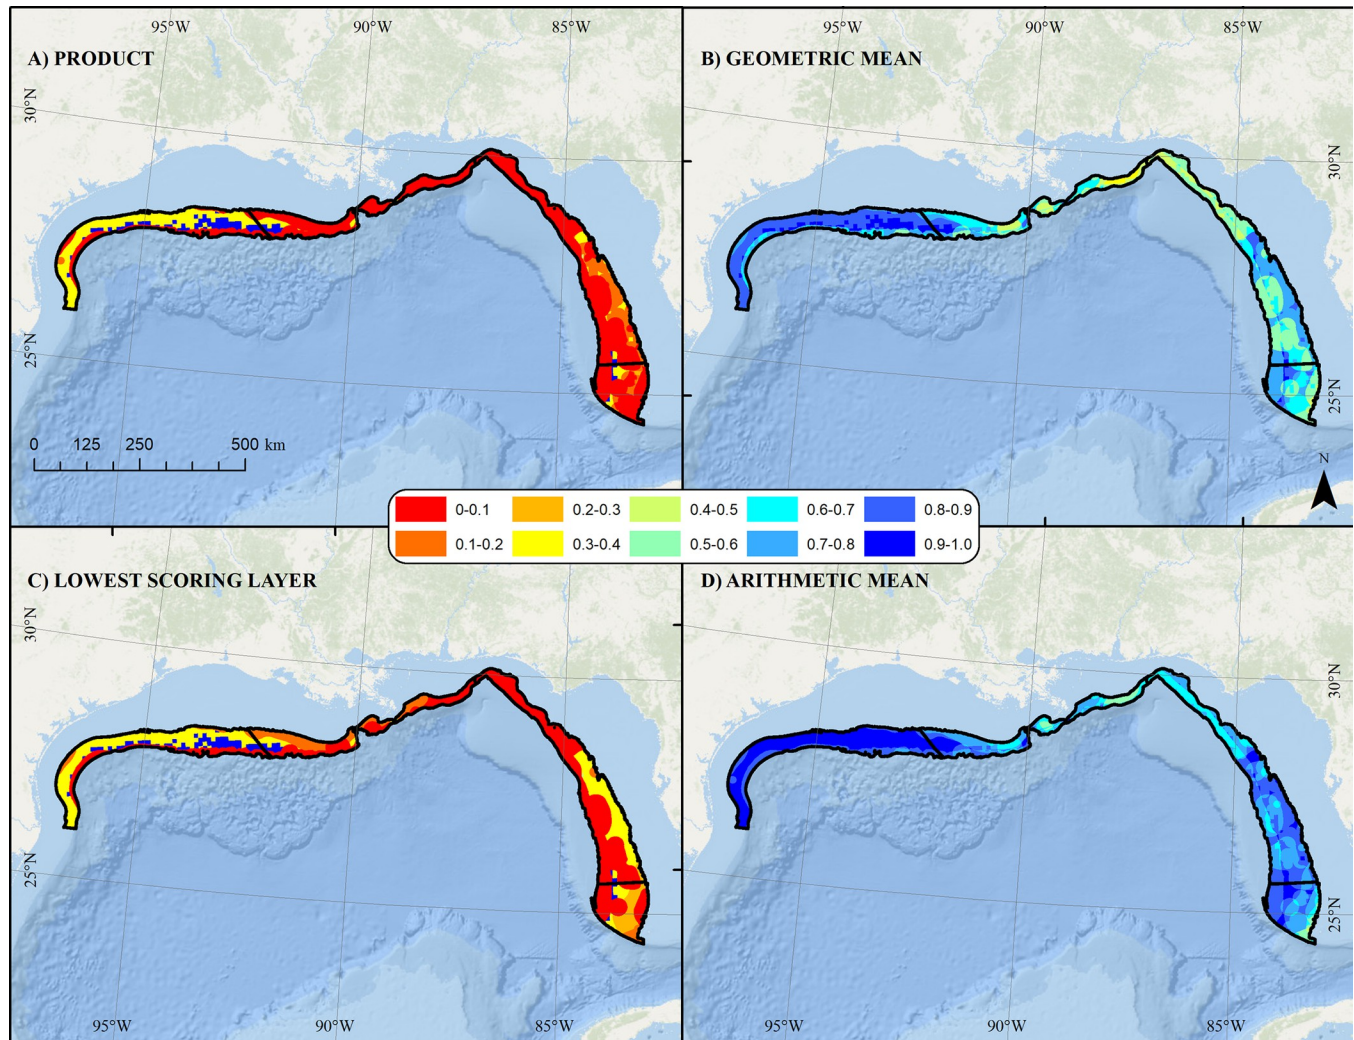 95°W 90°W 85°W 90°W 85°W
A) PRODUCT B) GEOMETRIC MEAN
30°N 30°N
25°N 25°N
0 125 250 500 km
N
0-0.1 0.2-0.3 0.4-0.5 0.6-0.7 0.8-0.9
0.1-0.2 0.3-0.4 0.5-0.6 0.7-0.8 0.9-1.0
C) LOWEST SCORING LAYER D) ARITHMETIC MEAN
30°N 30°N
25°N 25°N
95°W 90°W 85°W 95°W 90°W 85°W